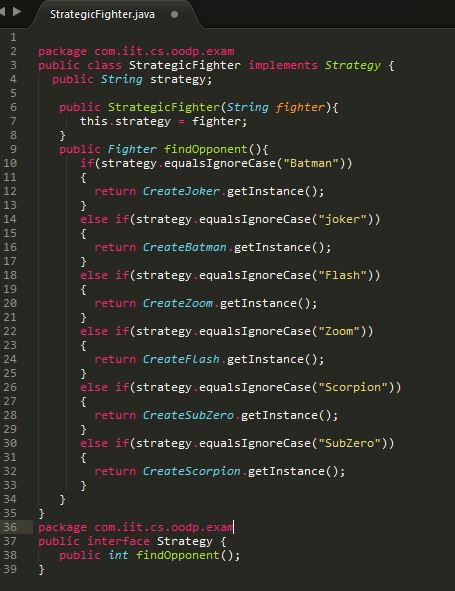 StrategicFighter.java
1
2 package com.iit.cs.oodp.exam
3 public class StrategicFighter implements Strategy {
4 public String strategy;
5
6 public StrategicFighter(String fighter){
7 this.strategy = fighter;
8 }
9 public Fighter findOpponent(){
10 if(strategy.equalsIgnoreCase("Batman"))
11 {
12 return CreateJoker.getInstance();
13 }
14 else if(strategy.equalsIgnoreCase("joker"))
15 {
16 return CreateBatman.getInstance();
17 }
18 else if(strategy.equalsIgnoreCase("Flash"))
19 {
20 return CreateZoom.getInstance();
21 }
22 else if(strategy.equalsIgnoreCase("Zoom"))
23 {
24 return CreateFlash.getInstance();
25 }
26 else if(strategy.equalsIgnoreCase("Scorpion"))
27 {
28 return CreateSubZero.getInstance();
29 }
30 else if(strategy.equalsIgnoreCase("SubZero"))
31 {
32 return CreateScorpion.getInstance();
33 }
34 }
35 }
36 package com.iit.cs.oodp.exam
37 public interface Strategy {
38 public int findOpponent();
39 }